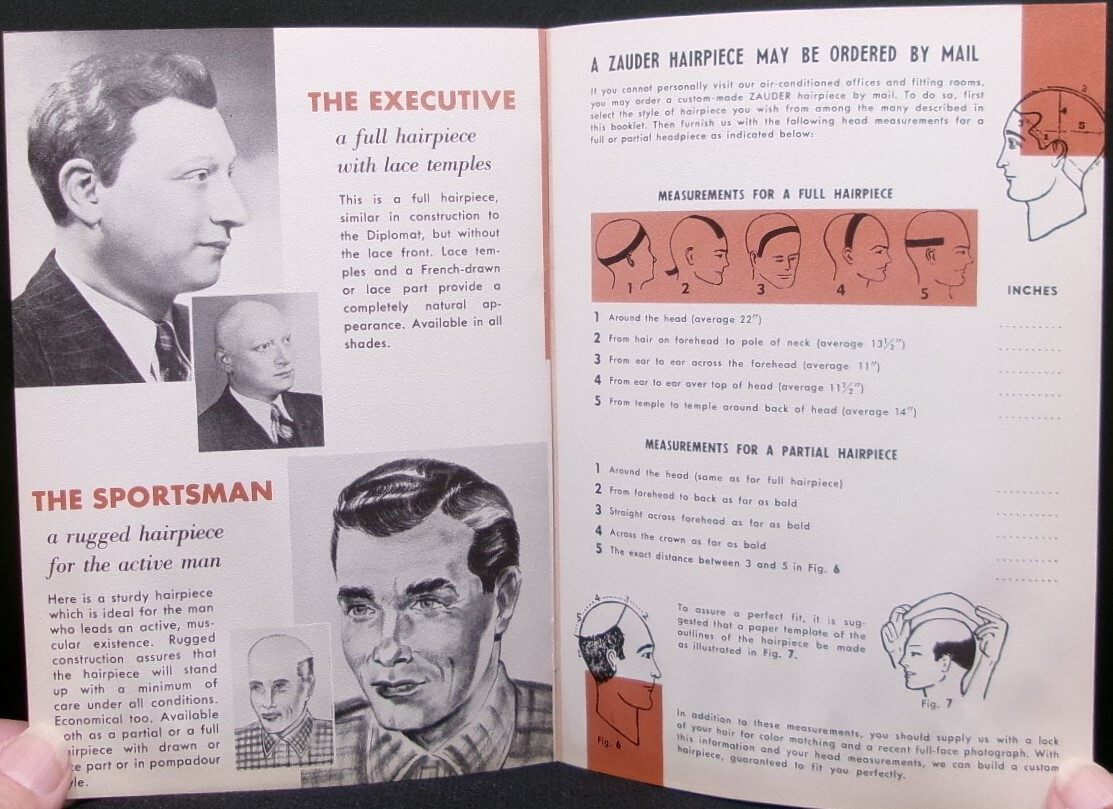 THE EXECUTIVE
a full hairpiece
with lace temples
This is a full hairpiece,
similar in construction to
the Diplomat, but without
the lace front. Lace tem-
ples and a French-drawn
or lace part provide a
completely natural ap-
pearance. Available in all
shades.
THE SPORTSMAN
a rugged hairpiece
for the active man
Here is a sturdy hairpiece
which is ideal for the man
who leads an active, mus-
cular existence. Rugged
construction assures that
the hairpiece will stand
up with a minimum of
care under all conditions.
Economical too. Available
oth as a partial or a full
irpiece with drawn or
ce part or in pompadour
yle.
A ZAUDER HAIRPIECE MAY BE ORDERED BY MAIL
If you cannot personally visit our air-conditioned offices and fitting rooms,
you may order a custom-made ZAUDER hairpiece by mail. To do so, first
select the style of hairpiece you wish from among the many described in
this booklet. Then furnish us with the following head measurements for a
full or partial headpiece as indicated below:
2
3
4
5
1
MEASUREMENTS FOR A FULL HAIRPIECE
1 2 3 4 5
INCHES
1 Around the head (average 22")
2 From hair on forehead to pole of neck (average 13½")
3 From ear to ear across the forehead (average 11")
4 From ear to ear over top of head (average 11½")
5 From temple to temple around back of head (average 14")
MEASUREMENTS FOR A PARTIAL HAIRPIECE
1 Around the head (same as for full hairpiece)
2 From forehead to back as far as bald
3 Straight across forehead as far as bald
4 Across the crown as far as bald
5 The exact distance between 3 and 5 in Fig. 6
5 4 3 2
Fig. 6
To assure a perfect fit, it is sug-
gested that a paper template of the
outlines of the hairpiece be made
as illustrated in Fig. 7.
Fig. 7
In addition to these measurements, you should supply us with a lock
of your hair for color matching and a recent full-face photograph. With
this information and your head measurements, we can build a custom
hairpiece, guaranteed to fit you perfectly.